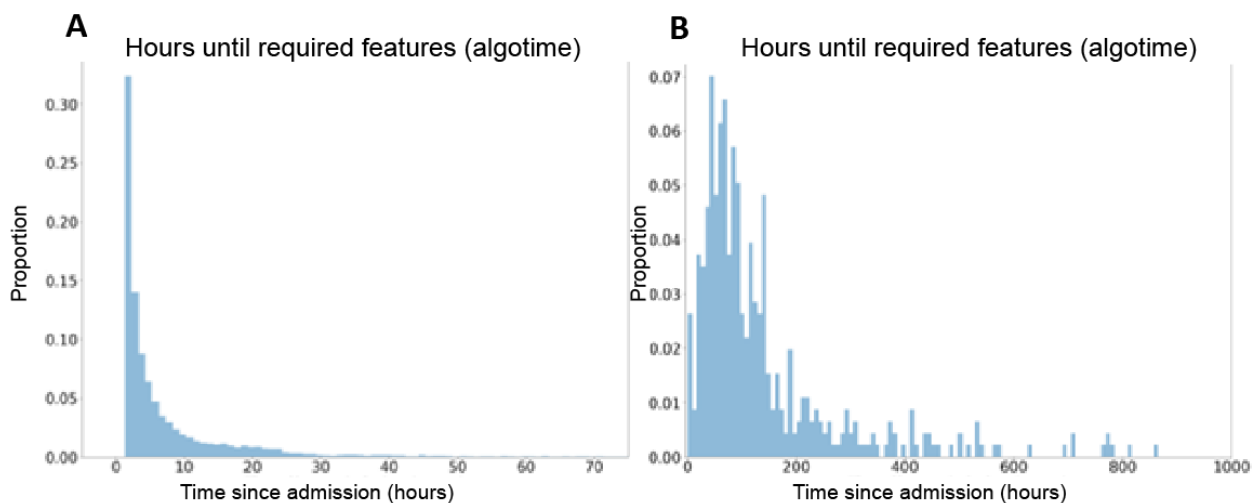 A
Hours until required features (algotime)
0.30
0.25
0.20
0.15
0.10
0.05
0.00
Proportion
0 10 20 30 40 50 60 70
Time since admission (hours)
B
Hours until required features (algotime)
0.07
0.06
0.05
0.04
0.03
0.02
0.01
0.00
Proportion
0 200 400 600 800 1000
Time since admission (hours)